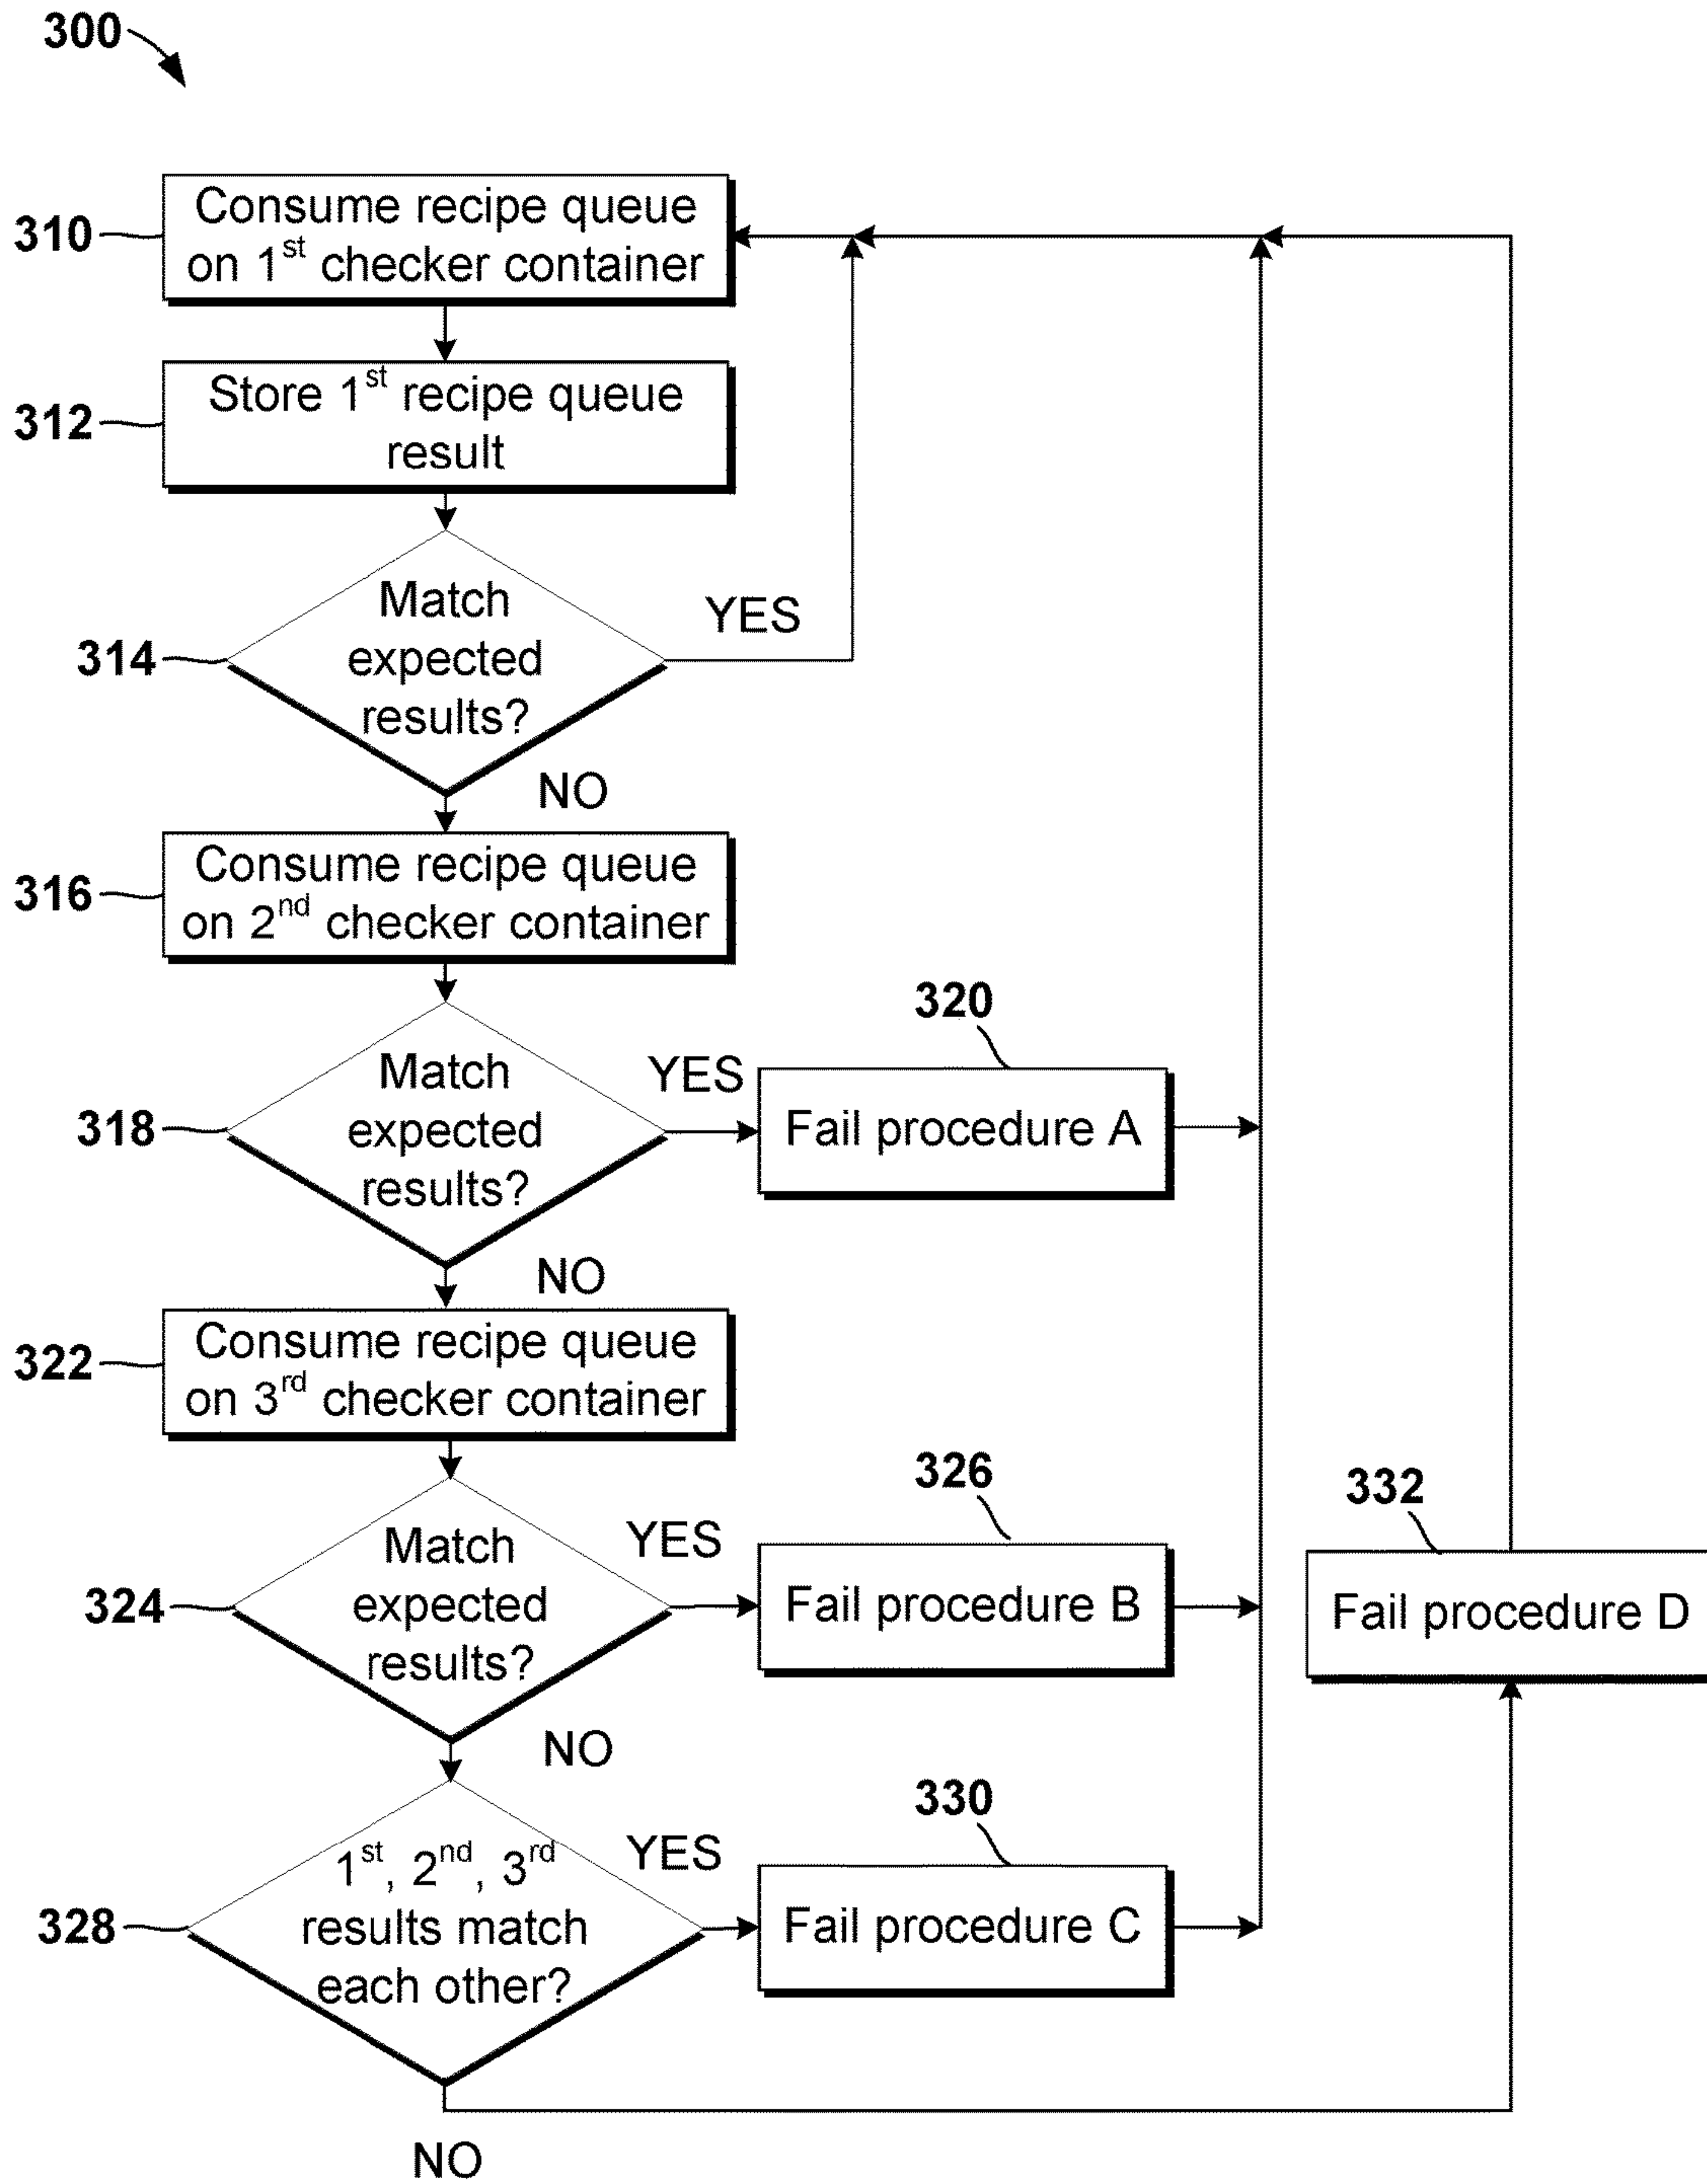 300
310
Consume recipe queue
on 1st checker container
312
Store 1st recipe queue
result
314
Match
expected
results?
YES
NO
316
Consume recipe queue
on 2nd checker container
318
Match
expected
results?
YES
320
Fail procedure A
NO
322
Consume recipe queue
on 3rd checker container
324
Match
expected
results?
YES
326
Fail procedure B
332
Fail procedure D
NO
328
1st, 2nd, 3rd
results match
each other?
YES
330
Fail procedure C
NO